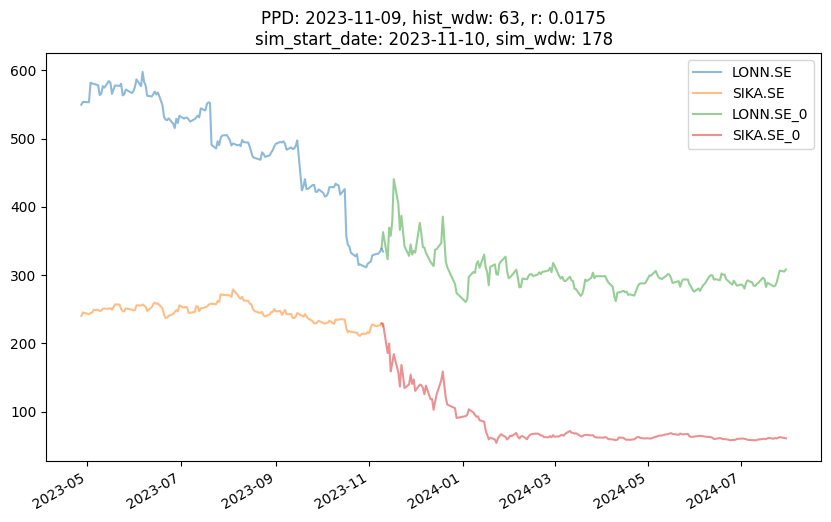 PPD: 2023-11-09, hist_wdw: 63, r: 0.0175
sim_start_date: 2023-11-10, sim_wdw: 178
LONN.SE
SIKA.SE
LONN.SE_0
SIKA.SE_0
600
500
400
300
200
100
2023-05
2023-07
2023-09
2023-11
2024-01
2024-03
2024-05
2024-07